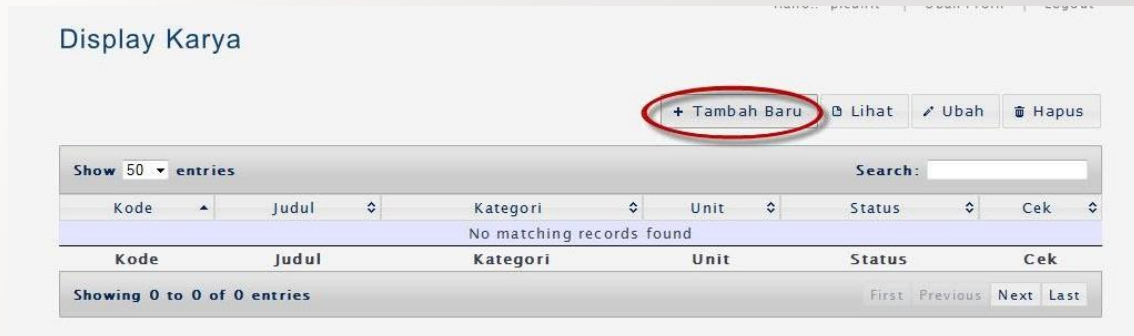 Display Karya
+ Tambah Baru Lihat Ubah Hapus
Show 50 entries Search:
Kode Judul Kategori Unit Status Cek
No matching records found
Kode Judul Kategori Unit Status Cek
Showing 0 to 0 of 0 entries First Previous Next Last